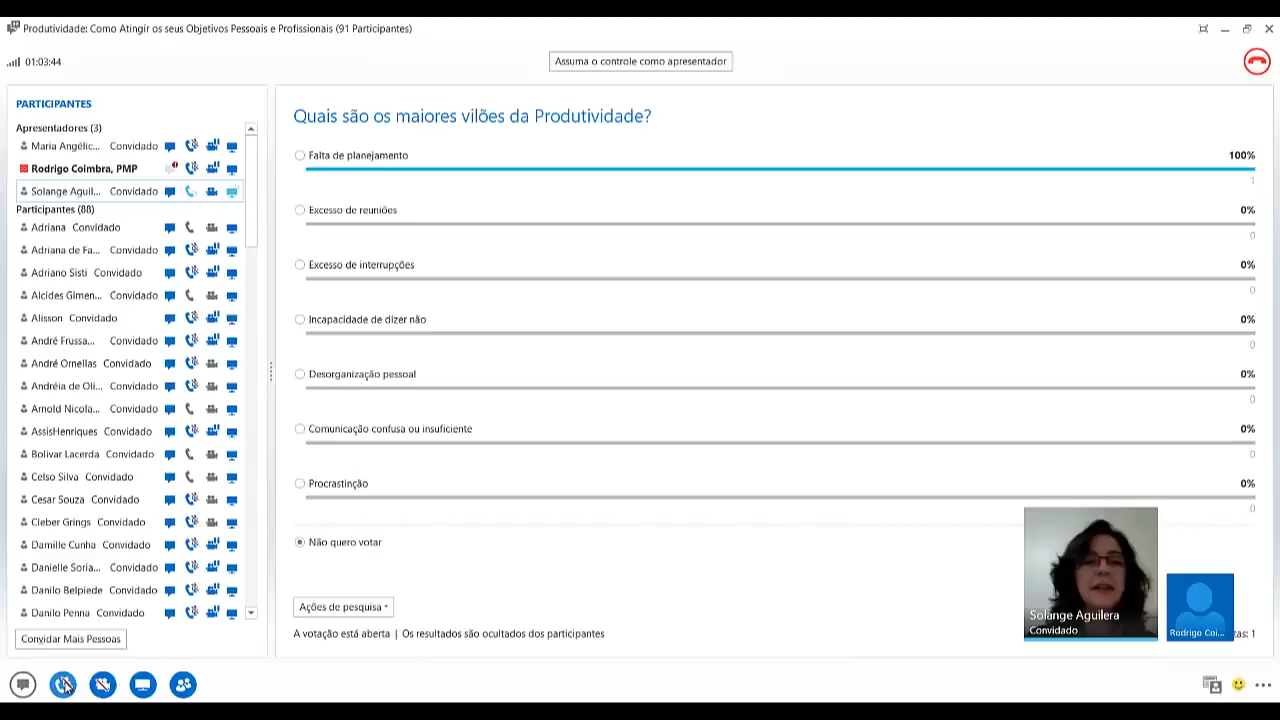 Produtividade: Como Atingir os seus Objetivos Pessoais e Profissionais (91 Participantes)
01:03:44
Assuma o controle como apresentador
PARTICIPANTES
Apresentadores (3)
Maria Angélic... Convidado
Rodrigo Coimbra, PMP
Solange Aguil... Convidado
Participantes (88)
Adriana Convidado
Adriana de Fa... Convidado
Adriano Sisti Convidado
Alcides Gimen... Convidado
Alisson Convidado
André Frussa... Convidado
André Ornellas Convidado
Andréia de Oli... Convidado
Arnold Nicola... Convidado
AssisHenriques Convidado
Bolivar Lacerda Convidado
Celso Silva Convidado
Cesar Souza Convidado
Cleber Grings Convidado
Damille Cunha Convidado
Danielle Soria... Convidado
Danilo Belpiede Convidado
Danilo Penna Convidado
Convidar Mais Pessoas
Quais são os maiores vilões da Produtividade?
Falta de planejamento 100%
1
Excesso de reuniões 0%
0
Excesso de interrupções 0%
0
Incapacidade de dizer não 0%
0
Desorganização pessoal 0%
0
Comunicação confusa ou insuficiente 0%
0
Procrastinção 0%
0
Não quero votar
Ações de pesquisa
A votação está aberta | Os resultados são ocultados dos participantes
Solange Aguilera
Convidado
Rodrigo Coi...
tas: 1